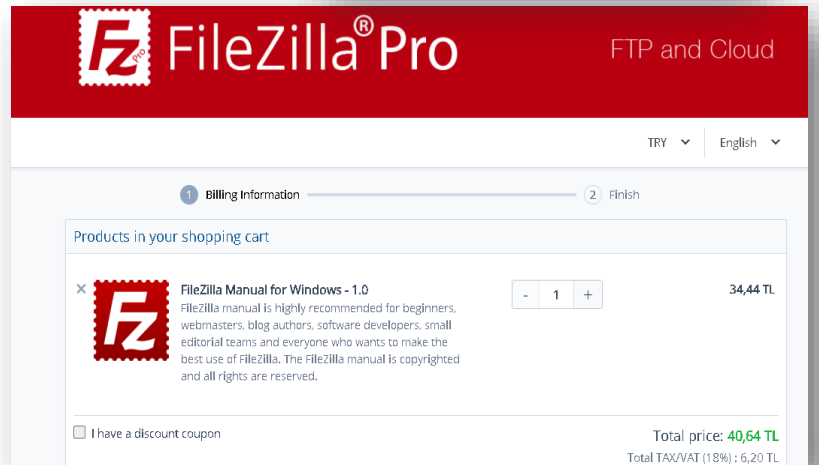 Fz Pro FileZilla® Pro
FTP and Cloud
TRY English
1 Billing Information 2 Finish
Products in your shopping cart
× Fz FileZilla Manual for Windows - 1.0 - 1 + 34,44 TL
FileZilla manual is highly recommended for beginners,
webmasters, blog authors, software developers, small
editorial teams and everyone who wants to make the
best use of FileZilla. The FileZilla manual is copyrighted
and all rights are reserved.
I have a discount coupon
Total price: 40,64 TL
Total TAX/VAT (18%) : 6,20 TL